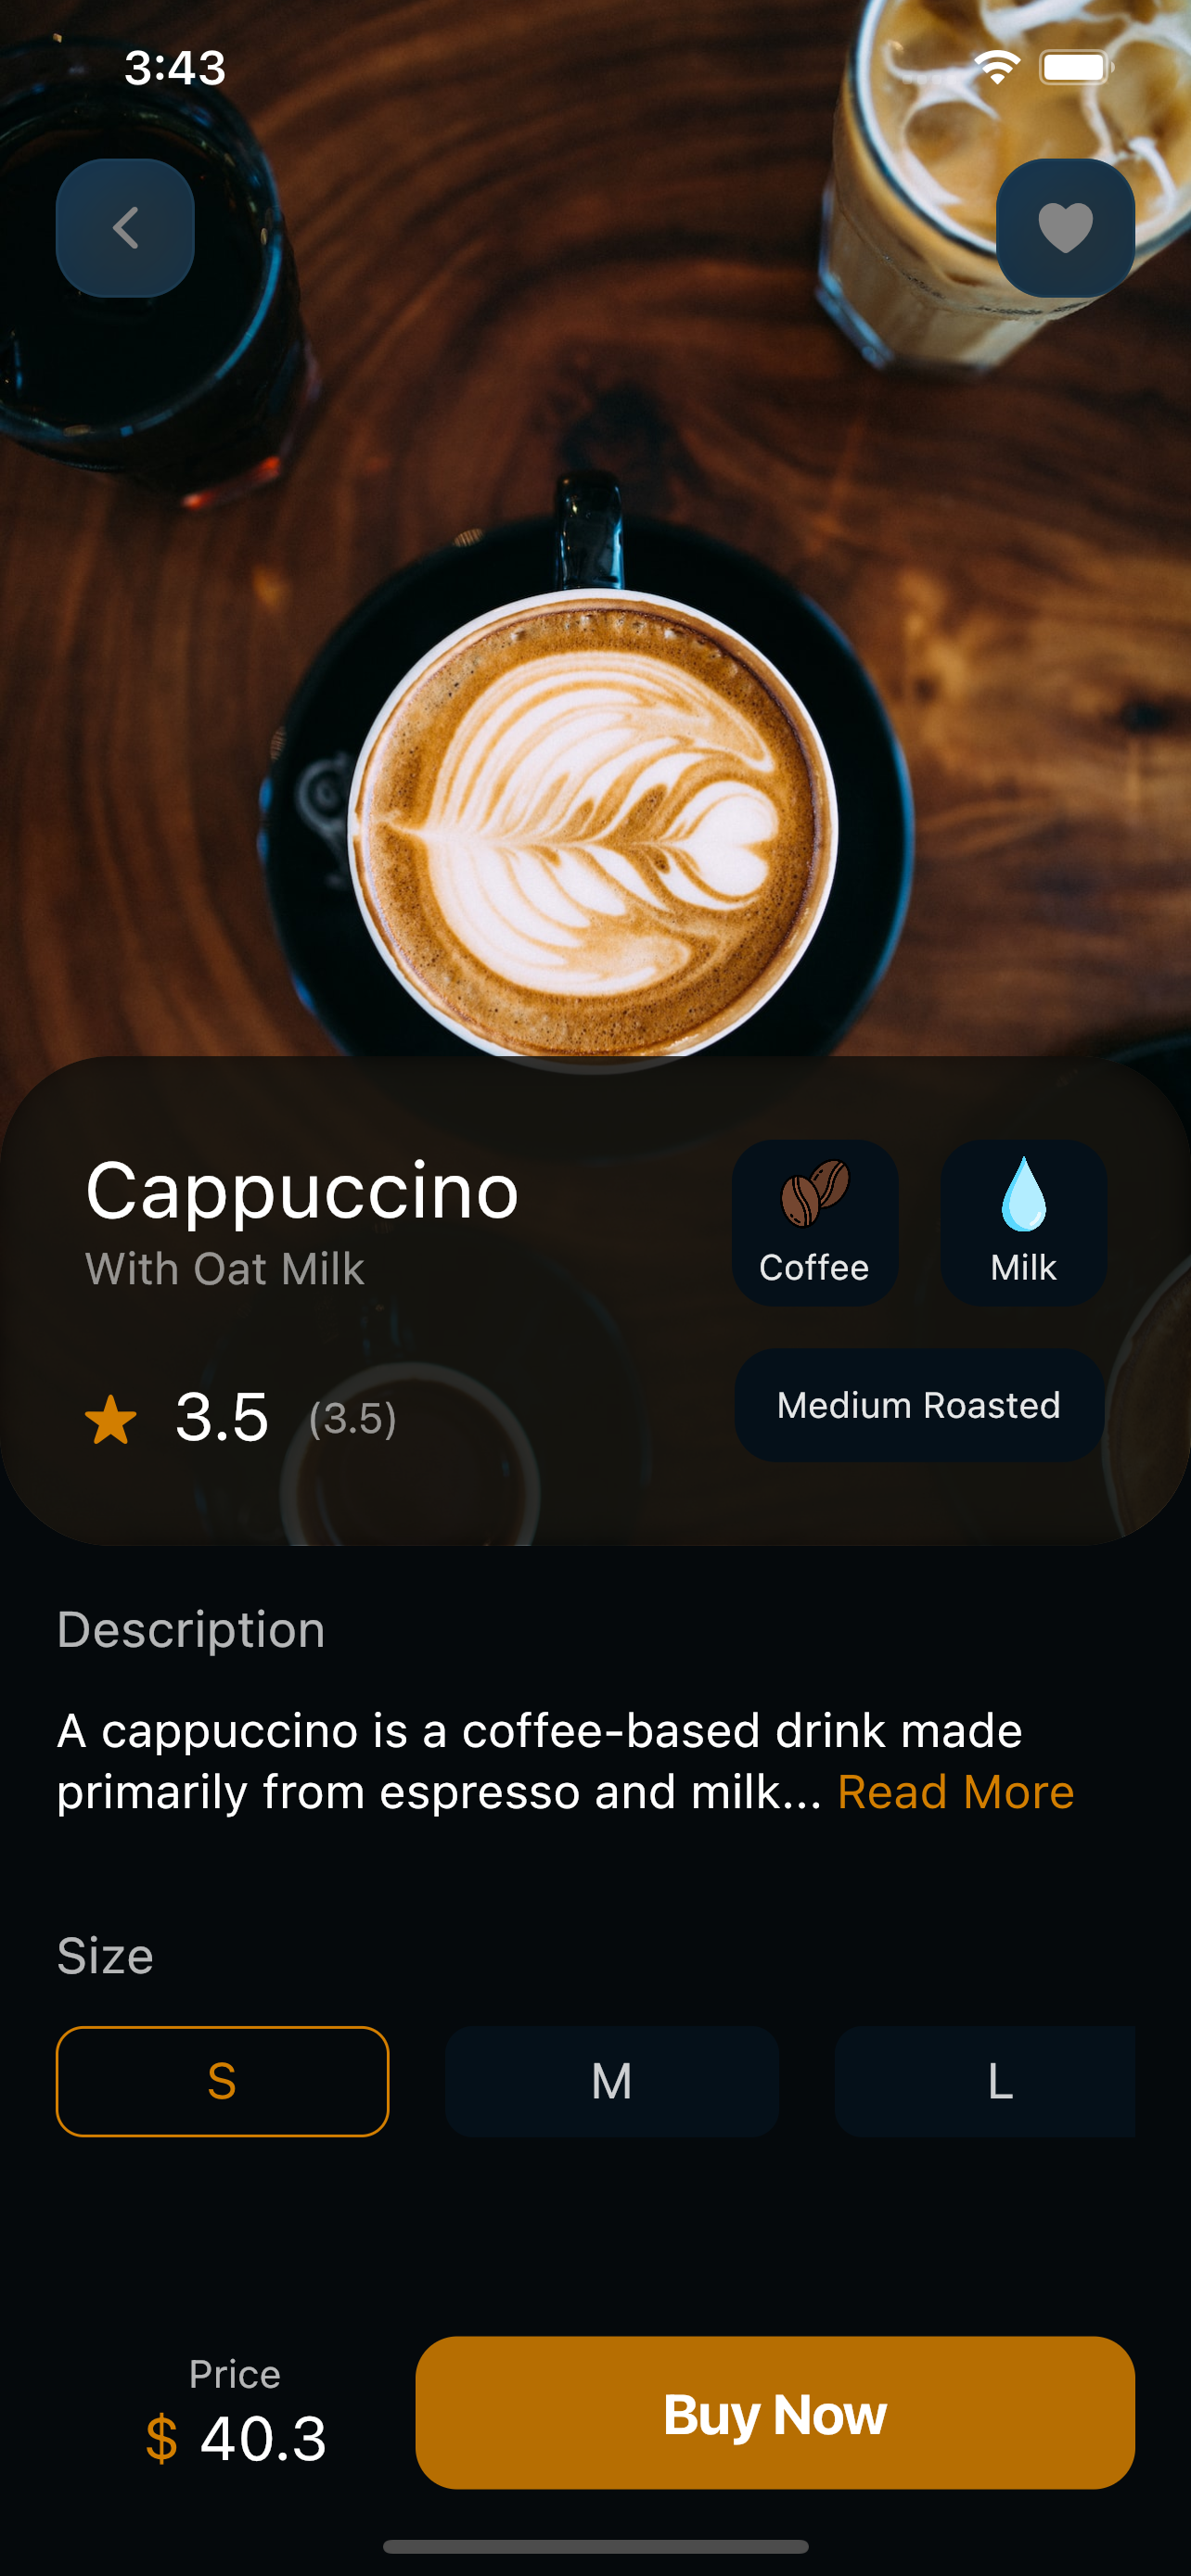 3:43
Cappuccino
With Oat Milk
Coffee
Milk
3.5 (3.5)
Medium Roasted
Description
A cappuccino is a coffee-based drink made
primarily from espresso and milk... Read More
Size
S
M
L
Price
$ 40.3
Buy Now